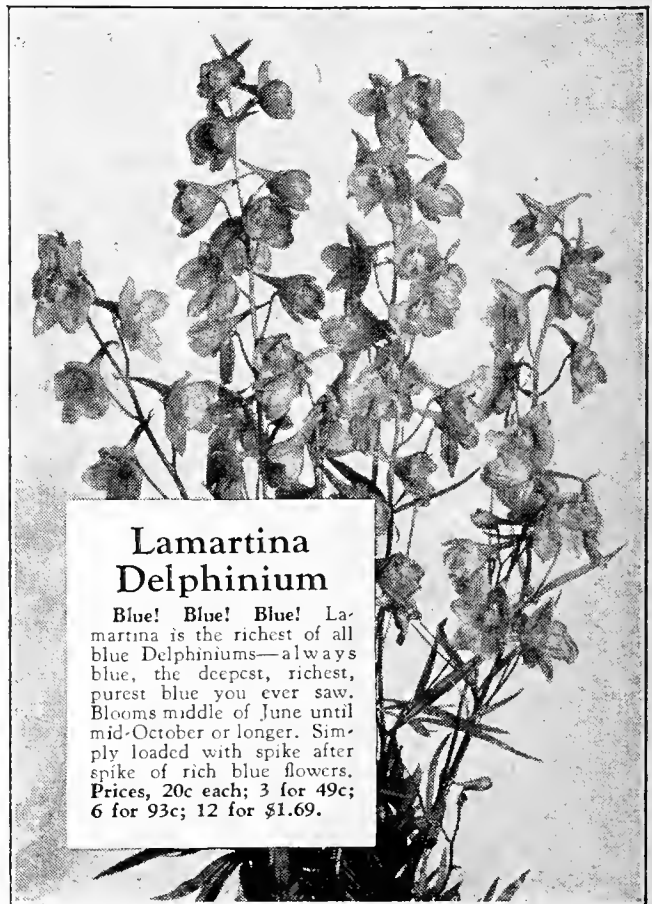 Lamartina
Delphinium
Blue! Blue! Blue! La-
martina is the richest of all
blue Delphiniums—always
blue, the deepest, richest,
purest blue you ever saw.
Blooms middle of June until
mid-October or longer. Sim-
ply loaded with spike after
spike of rich blue flowers.
Prices, 20c each; 3 for 49c;
6 for 93c; 12 for $1.69.